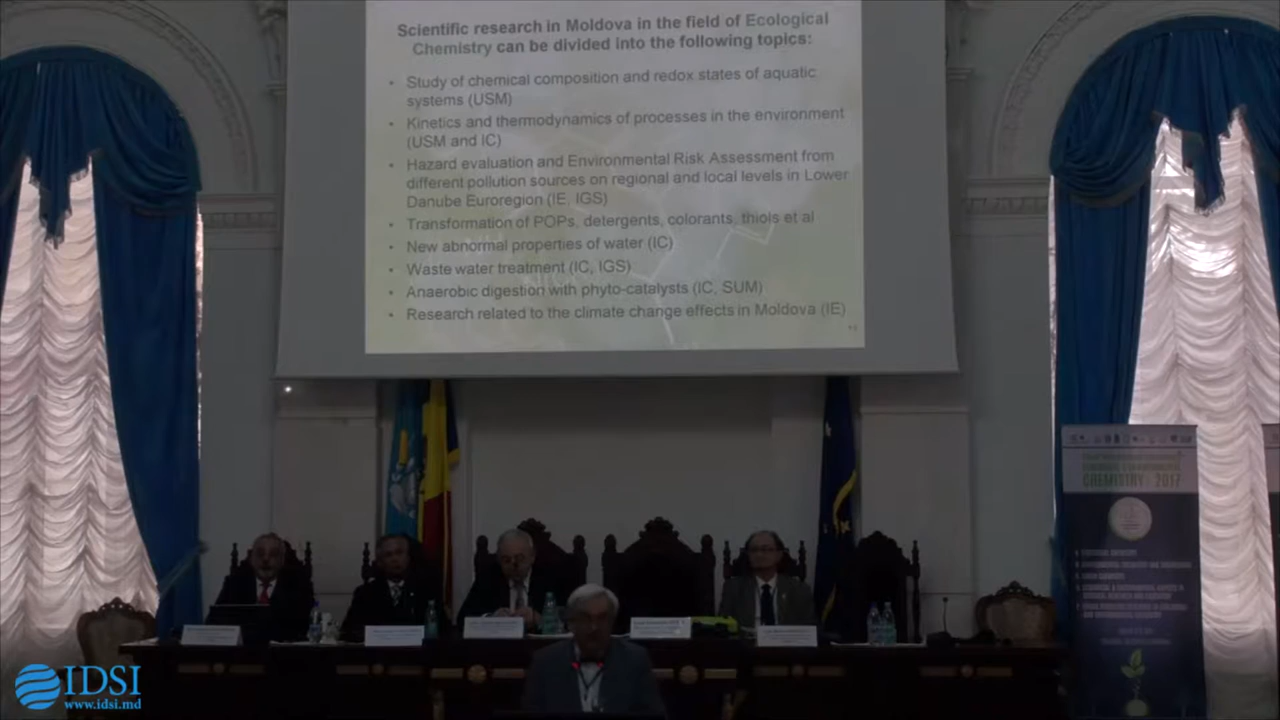 Scientific research in Moldova in the field of Ecological
Chemistry can be divided into the following topics:
• Study of chemical composition and redox states of aquatic
systems (USM)
• Kinetics and thermodynamics of processes in the environment
(USM and IC)
• Hazard evaluation and Environmental Risk Assessment from
different pollution sources on regional and local levels in Lower
Danube Euroregion (IE, IGS)
• Transformation of POPs, detergents, colorants, thiols et al
• New abnormal properties of water (IC)
• Waste water treatment (IC, IGS)
• Anaerobic digestion with phyto-catalysts (IC, SUM)
• Research related to the climate change effects in Moldova (IE)
CHEMISTRY 2017
IDSI
www.idsi.md